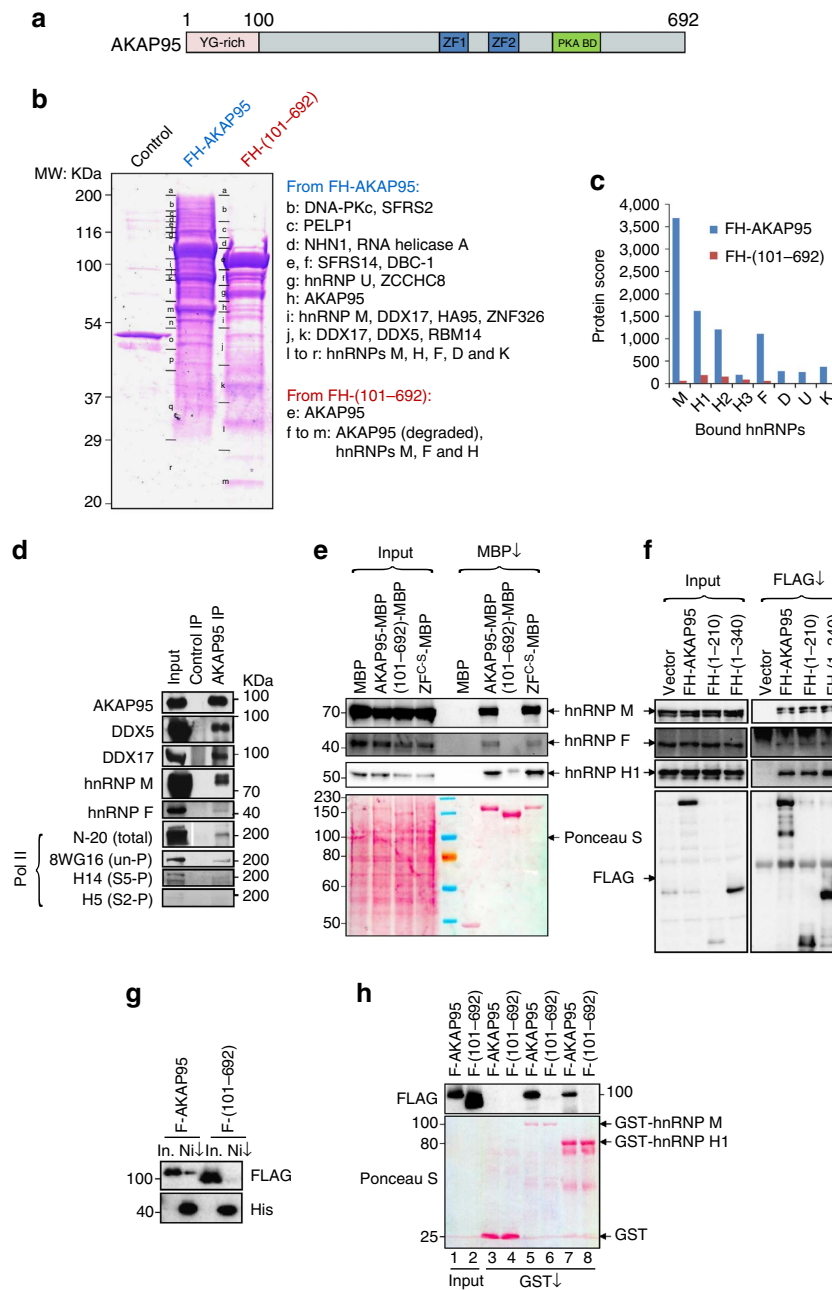 a
1 100 692
AKAP95 YG-rich ZF1 ZF2 PKA BD
b
Control
FH-AKAP95
FH-(101–692)
MW: KDa
200
116
100
54
37
29
20
From FH-AKAP95:
b: DNA-PKc, SFRS2
c: PELP1
d: NHN1, RNA helicase A
e, f: SFRS14, DBC-1
g: hnRNP U, ZCCHC8
h: AKAP95
i: hnRNP M, DDX17, HA95, ZNF326
j, k: DDX17, DDX5, RBM14
l to r: hnRNPs M, H, F, D and K
From FH-(101–692):
e: AKAP95
f to m: AKAP95 (degraded),
hnRNPs M, F and H
c
Protein score
4,000
3,500
3,000
2,500
2,000
1,500
1,000
500
0
FH-AKAP95
FH-(101–692)
M H1 H2 H3 F D U K
Bound hnRNPs
d
Input
Control IP
AKAP95 IP
KDa
AKAP95 100
100
DDX5
DDX17 100
hnRNP M
70
hnRNP F 40
Pol II
N-20 (total) 200
8WG16 (un-P) 200
H14 (S5-P) 200
H5 (S2-P) 200
e
Input MBP↓
MBP
AKAP95-MBP
(101–692)-MBP
ZFC-S-MBP
MBP
AKAP95-MBP
(101–692)-MBP
ZFC-S-MBP
70 hnRNP M
40 hnRNP F
50 hnRNP H1
230
150
100 Ponceau S
80
60
50
FLAG
f
Input FLAG↓
Vector
FH-AKAP95
FH-(1–210)
FH-(1–340)
Vector
FH-AKAP95
FH-(1–210)
g
F-AKAP95
F-(101–692)
In. Ni↓ In. Ni↓
100 FLAG
40 His
h
F-AKAP95
F-(101–692)
F-AKAP95
F-(101–692)
F-AKAP95
F-(101–692)
F-AKAP95
F-(101–692)
FLAG 100
100 GST-hnRNP M
80 GST-hnRNP H1
Ponceau S
25 GST
1 2 3 4 5 6 7 8
Input GST↓